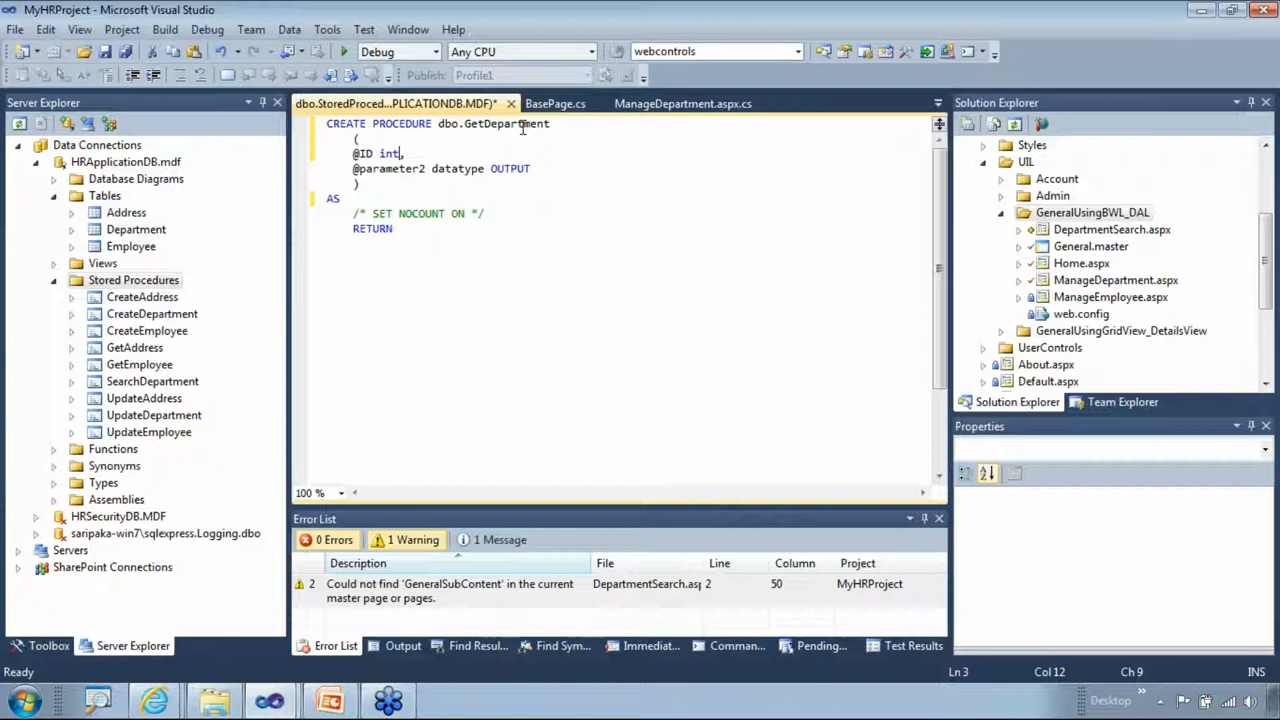 MyHRProject - Microsoft Visual Studio
File Edit View Project Build Debug Team Data Tools Test Window Help
Debug Any CPU webcontrols
Publish: Profile1
Server Explorer
Data Connections
HRApplicationDB.mdf
Database Diagrams
Tables
Address
Department
Employee
Views
Stored Procedures
CreateAddress
CreateDepartment
CreateEmployee
GetAddress
GetEmployee
SearchDepartment
UpdateAddress
UpdateDepartment
UpdateEmployee
Functions
Synonyms
Types
Assemblies
HRSecurityDB.MDF
saripaka-win7\sqlexpress.Logging.dbo
Servers
SharePoint Connections
Toolbox Server Explorer
dbo.StoredProced...PLICATIONDB.MDF)* BasePage.cs ManageDepartment.aspx.cs
CREATE PROCEDURE dbo.GetDepartment
(
@ID int,
@parameter2 datatype OUTPUT
)
AS
/* SET NOCOUNT ON */
RETURN
100 %
Error List
0 Errors 1 Warning 1 Message
Description File Line Column Project
2 Could not find 'GeneralSubContent' in the current DepartmentSearch.as 2 50 MyHRProject
master page or pages.
Error List Output Find Resul... Find Sym... Immediat... Comman... Pending... Test Results
Solution Explorer
Styles
UIL
Account
Admin
GeneralUsingBWL_DAL
DepartmentSearch.aspx
General.master
Home.aspx
ManageDepartment.aspx
ManageEmployee.aspx
web.config
GeneralUsingGridView_DetailsView
UserControls
About.aspx
Default.aspx
Solution Explorer Team Explorer
Properties
Ready Ln 3 Col 12 Ch 9 INS
Desktop »